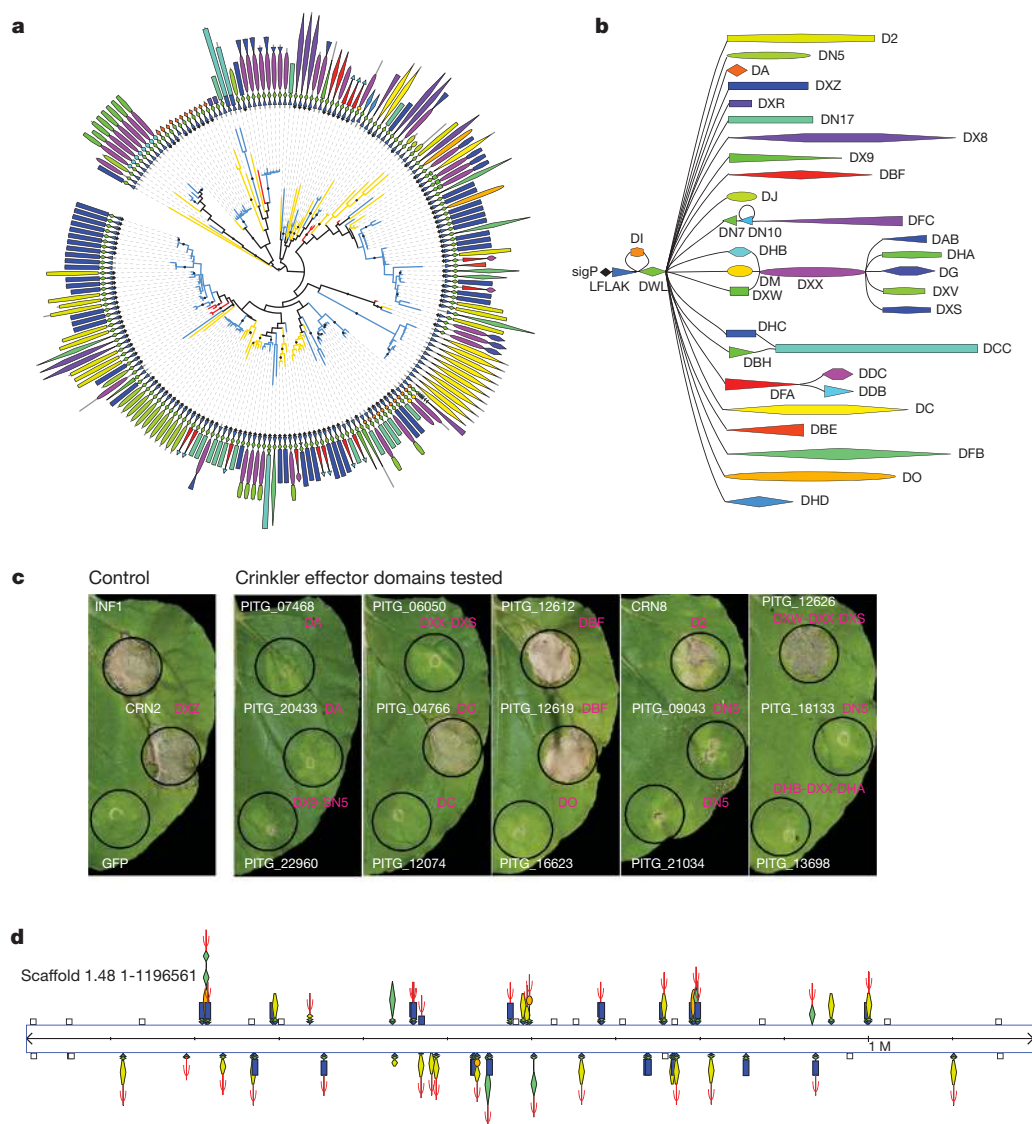 a
b
D2
DN5
DA
DXZ
DXR
DN17
DX8
DX9
DBF
DJ
DN7 DN10
DFC
DI
DHB
DM
DXW
DXX
sigP
LFLAK
DWL
DAB
DHA
DG
DXV
DXS
DHC
DBH
DCC
DFA
DDC
DDB
DC
DBE
DFB
DO
DHD
c
Control
Crinkler effector domains tested
INF1
CRN2 DXZ
GFP
PITG_07468
DA
PITG_20433 DA
PITG_22960
PITG_06050
DXX-DXS
PITG_04766 DC
DC
PITG_12074
PITG_12612
DBF
PITG_12619 DBF
DO
PITG_16623
CRN8
D2
PITG_09043 DN5
DN5
PITG_21034
PITG_12626
DXW-DXX-DXS
PITG_18133 DN5
DHB-DXX-DHA
PITG_13698
d
Scaffold 1.48 1-1196561
1 M